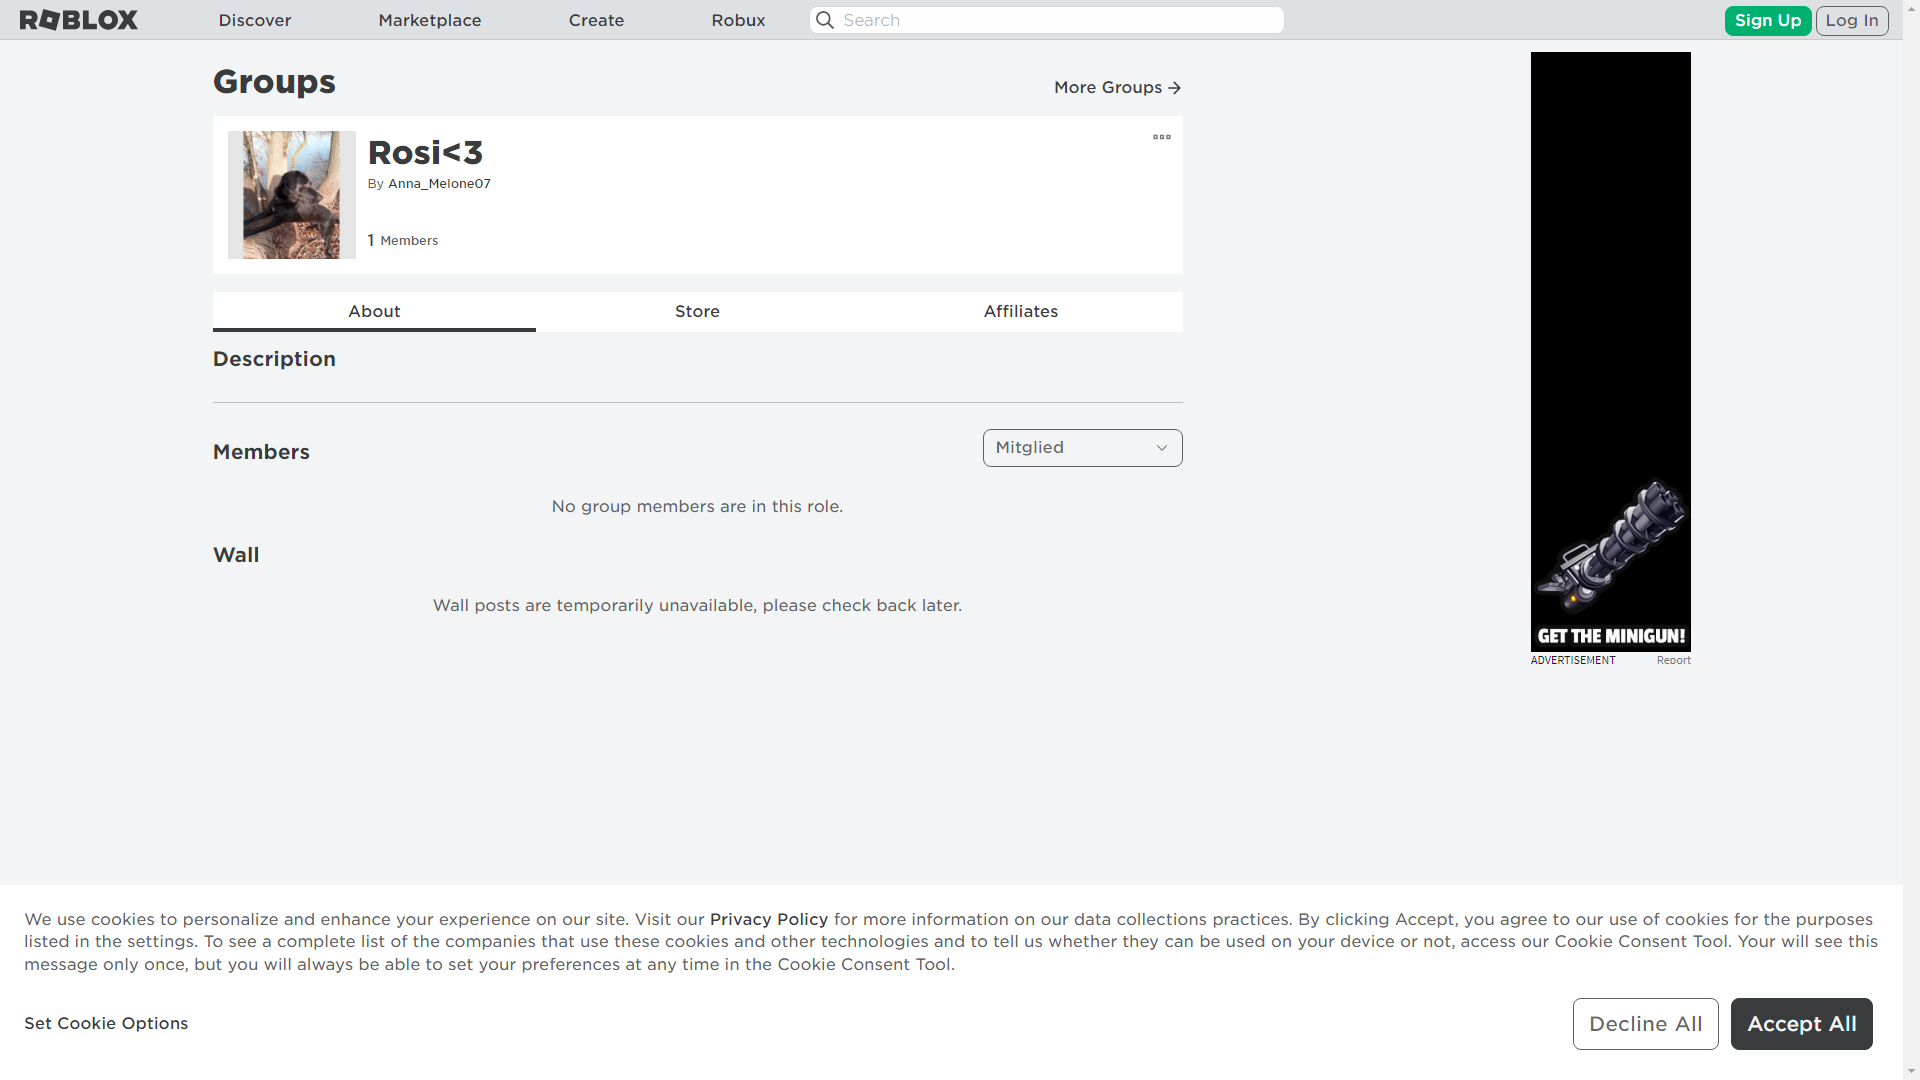 ROBLOX
Discover
Marketplace
Create
Robux
Search
Sign Up
Log In
Groups
More Groups
Rosi<3
By Anna_Melone07
1 Members
About
Store
Affiliates
Description
Members
Mitglied
No group members are in this role.
Wall
Wall posts are temporarily unavailable, please check back later.
GET THE MINIGUN!
ADVERTISEMENT
Report
We use cookies to personalize and enhance your experience on our site. Visit our Privacy Policy for more information on our data collections practices. By clicking Accept, you agree to our use of cookies for the purposes
listed in the settings. To see a complete list of the companies that use these cookies and other technologies and to tell us whether they can be used on your device or not, access our Cookie Consent Tool. Your will see this
message only once, but you will always be able to set your preferences at any time in the Cookie Consent Tool.
Set Cookie Options
Decline All
Accept All